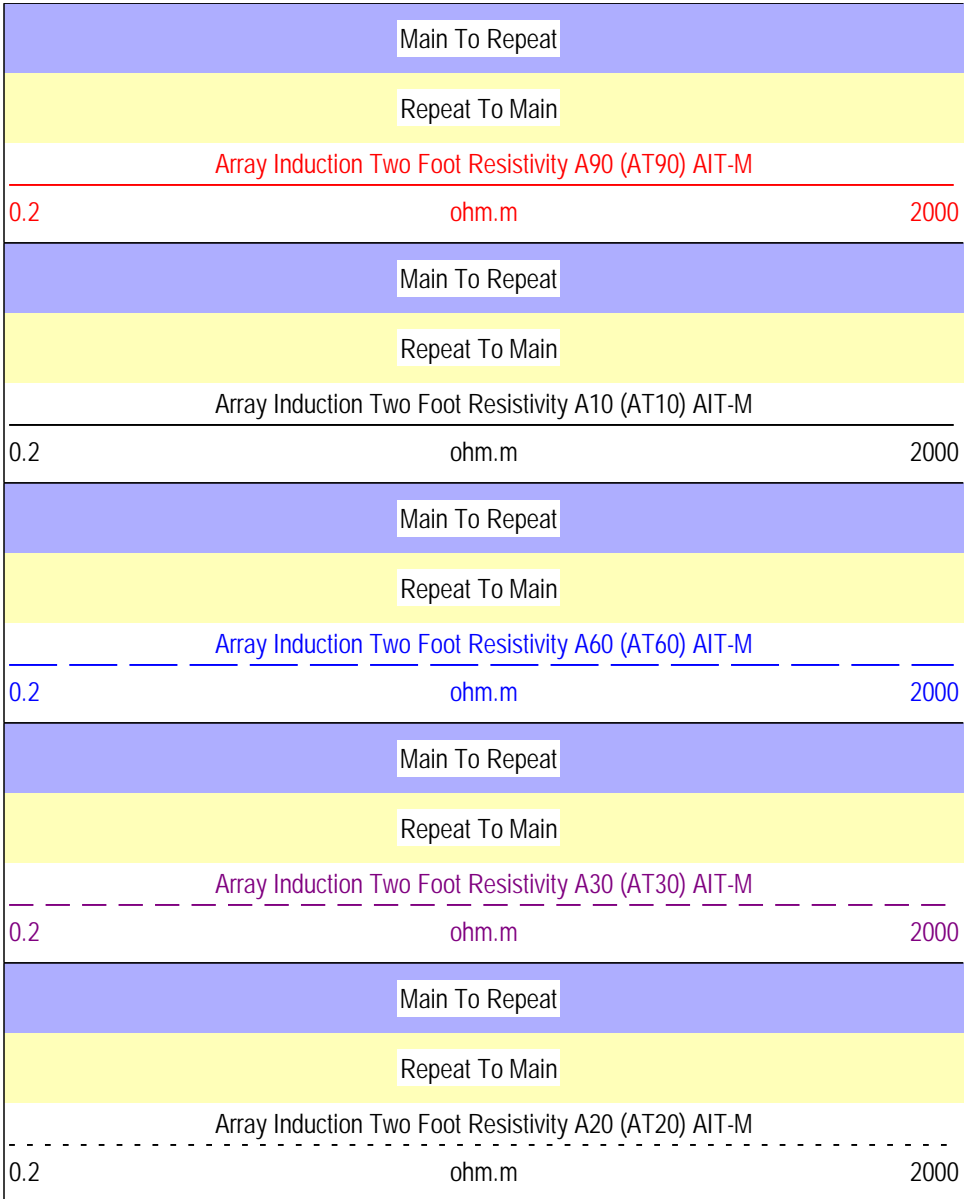 Main To Repeat
Repeat To Main
Array Induction Two Foot Resistivity A90 (AT90) AIT-M
0.2 ohm.m 2000
Main To Repeat
Repeat To Main
Array Induction Two Foot Resistivity A10 (AT10) AIT-M
0.2 ohm.m 2000
Main To Repeat
Repeat To Main
Array Induction Two Foot Resistivity A60 (AT60) AIT-M
0.2 ohm.m 2000
Main To Repeat
Repeat To Main
Array Induction Two Foot Resistivity A30 (AT30) AIT-M
0.2 ohm.m 2000
Main To Repeat
Repeat To Main
Array Induction Two Foot Resistivity A20 (AT20) AIT-M
0.2 ohm.m 2000